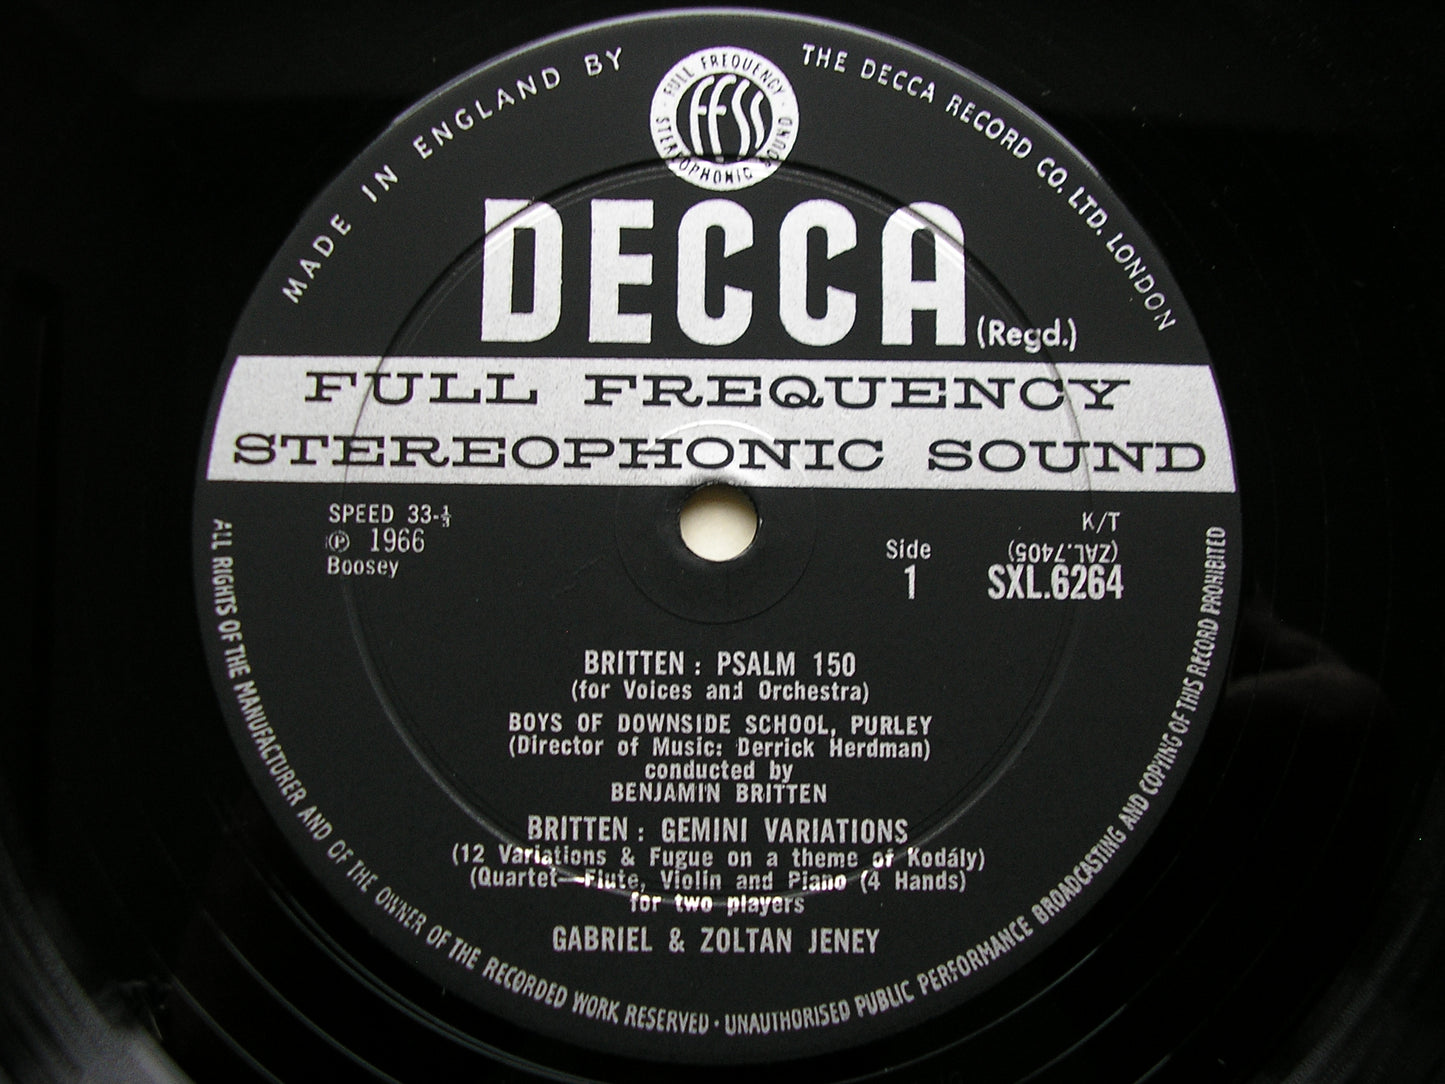 MADE IN ENGLAND BY
THE DECCA RECORD CO. LTD. LONDON
FULL FREQUENCY
ffss
STEREOPHONIC SOUND
DECCA
(Regd.)
FULL FREQUENCY
STEREOPHONIC SOUND
SPEED 33-⅓
℗ 1966
Boosey
K/T
(ZAL.7405)
Side
1
SXL.6264
BRITTEN : PSALM 150
(for Voices and Orchestra)
BOYS OF DOWNSIDE SCHOOL, PURLEY
(Director of Music: Derrick Herdman)
conducted by
BENJAMIN BRITTEN
BRITTEN : GEMINI VARIATIONS
(12 Variations & Fugue on a theme of Kodály)
(Quartet—Flute, Violin and Piano (4 Hands)
for two players
GABRIEL & ZOLTAN JENEY
ALL RIGHTS OF THE MANUFACTURER AND OF THE OWNER OF THE RECORDED WORK RESERVED · UNAUTHORISED PUBLIC PERFORMANCE BROADCASTING AND COPYING OF THIS RECORD PROHIBITED